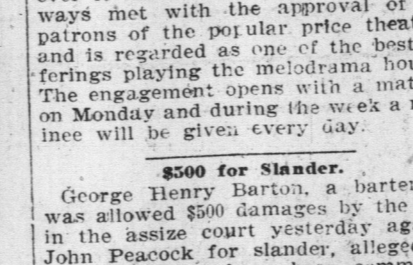 ways met with the approval of
patrons of the popular price thea
and is regarded as one of the best
ferings playing the melodrama hou
The engagement opens with a mat
on Monday and during the week a
inee will be given every day.
$500 for Slander.
George Henry Barton, a barte
was allowed $500 damages by the
in the assize court yesterday ag
John Peacock for slander, alleged